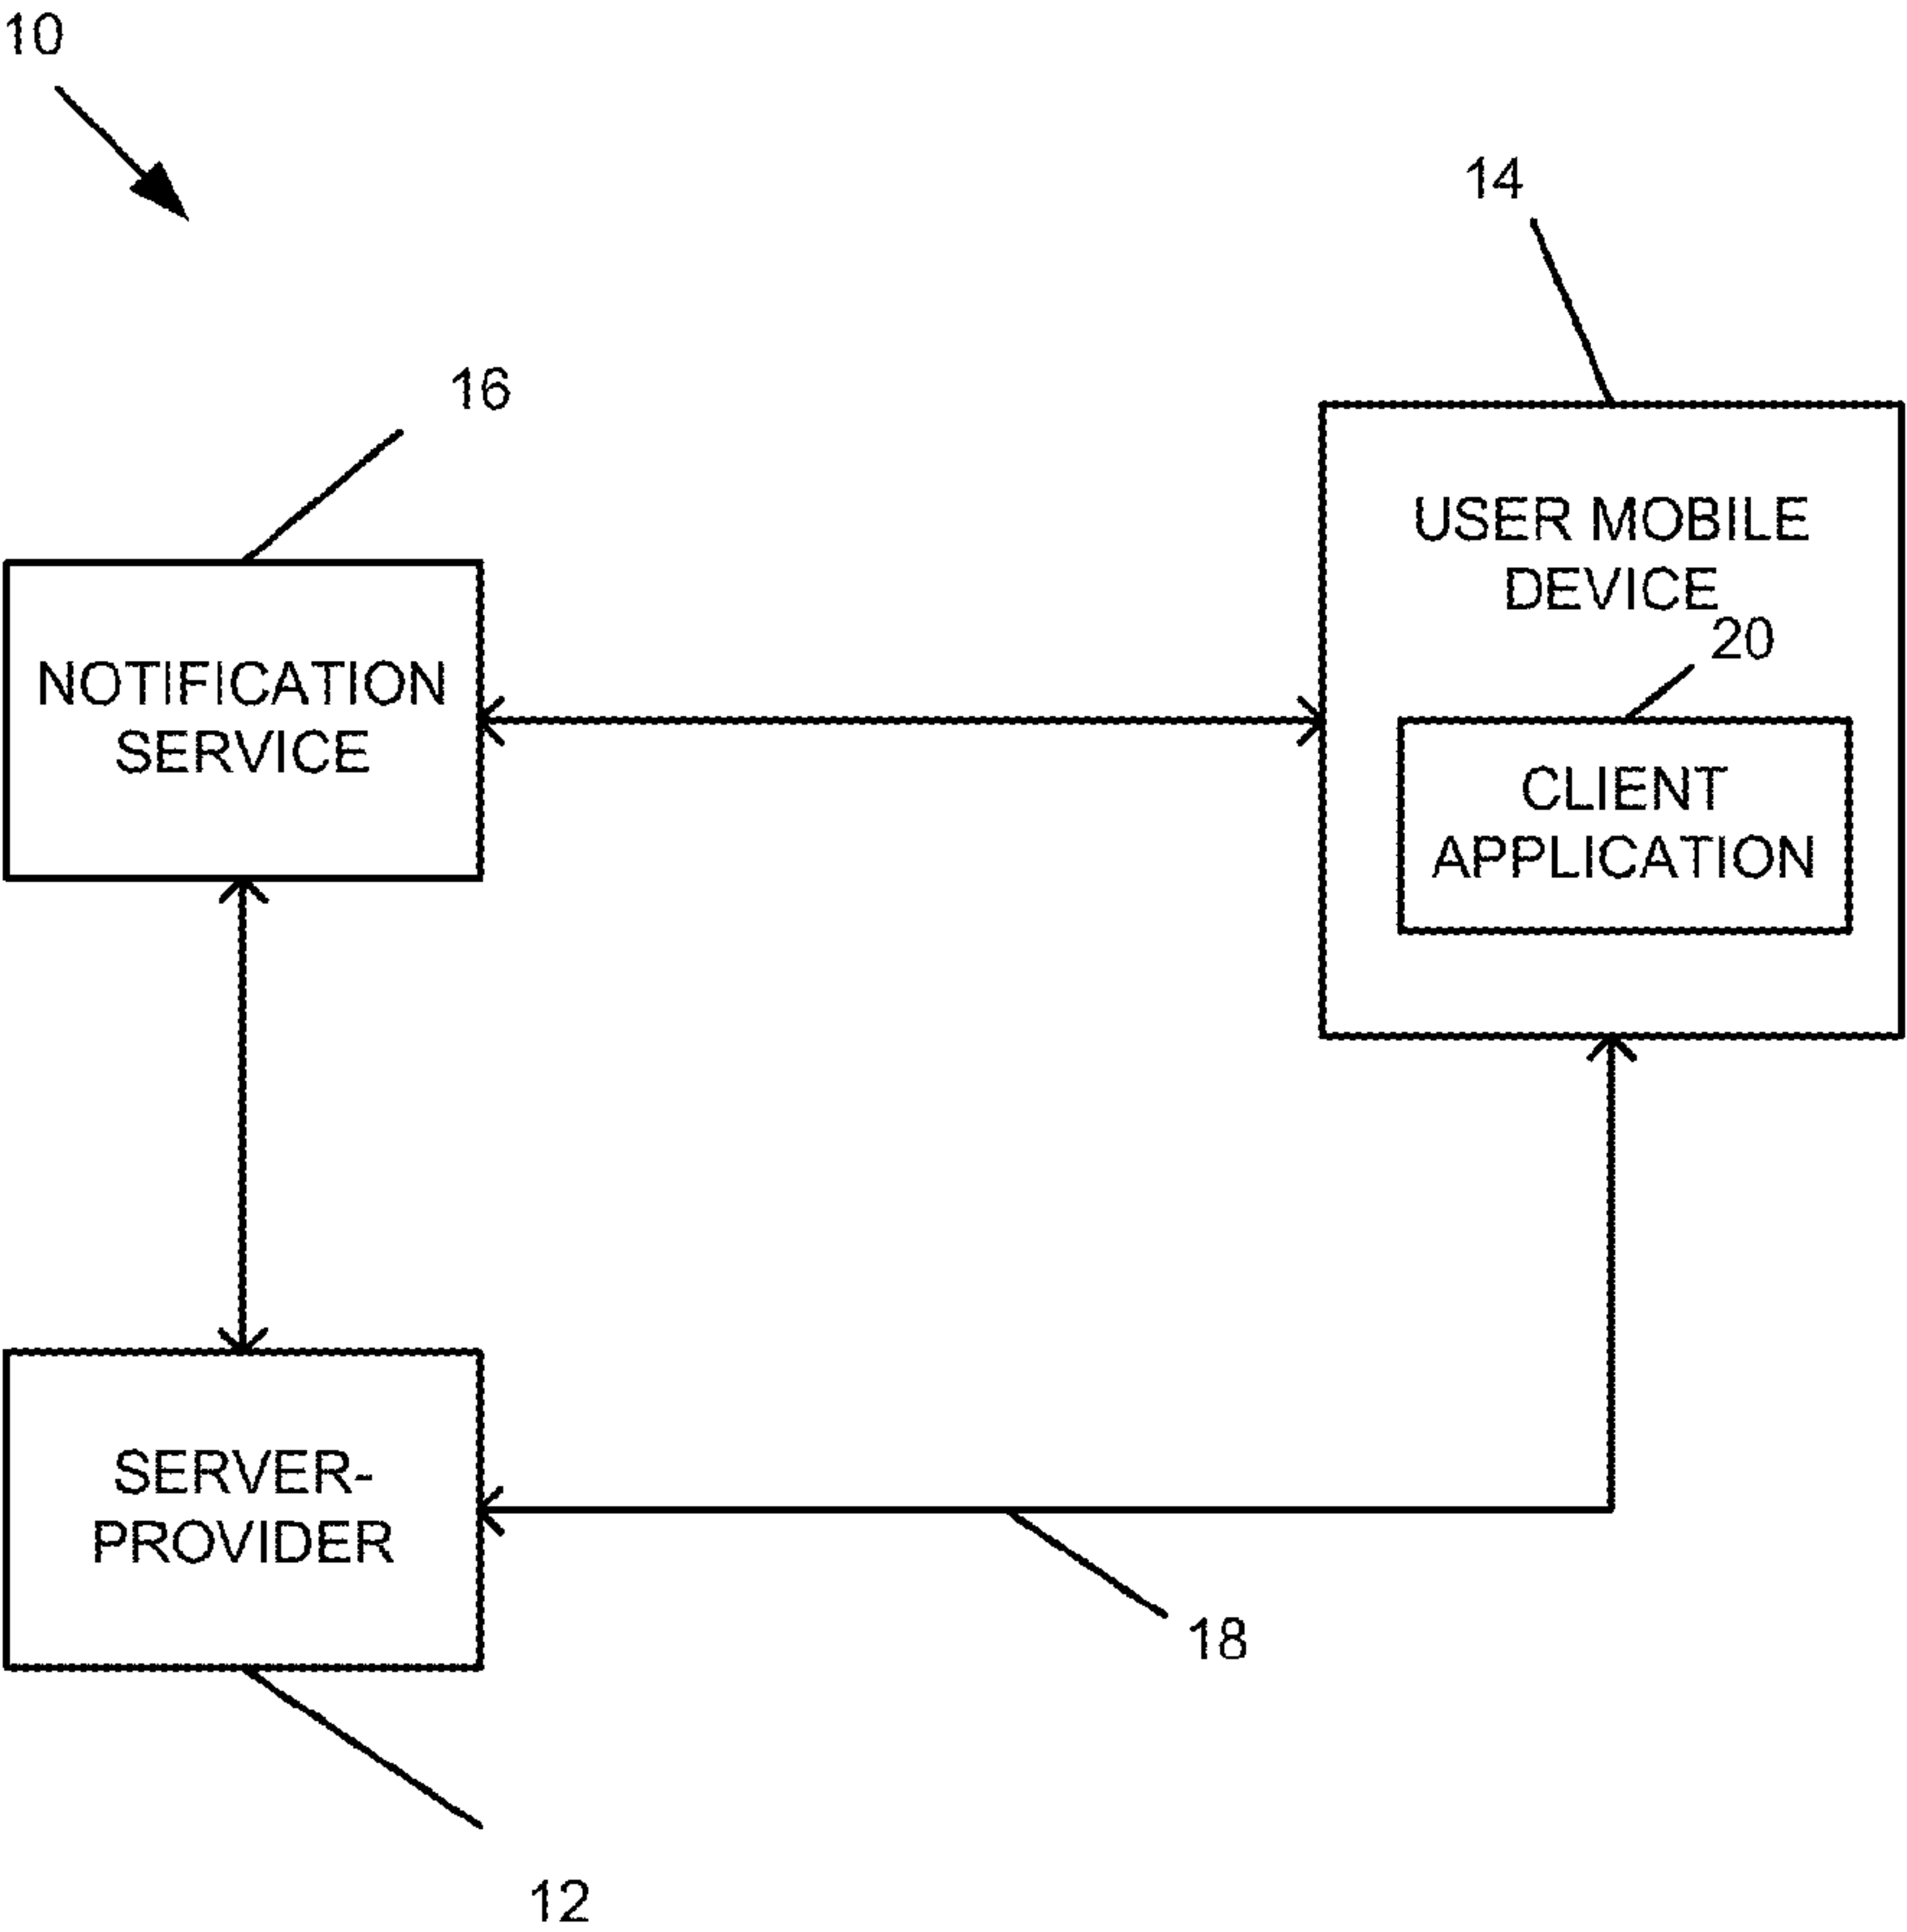 10
14
16
USER MOBILE
DEVICE
20
NOTIFICATION
SERVICE
CLIENT
APPLICATION
SERVER-
PROVIDER
18
12